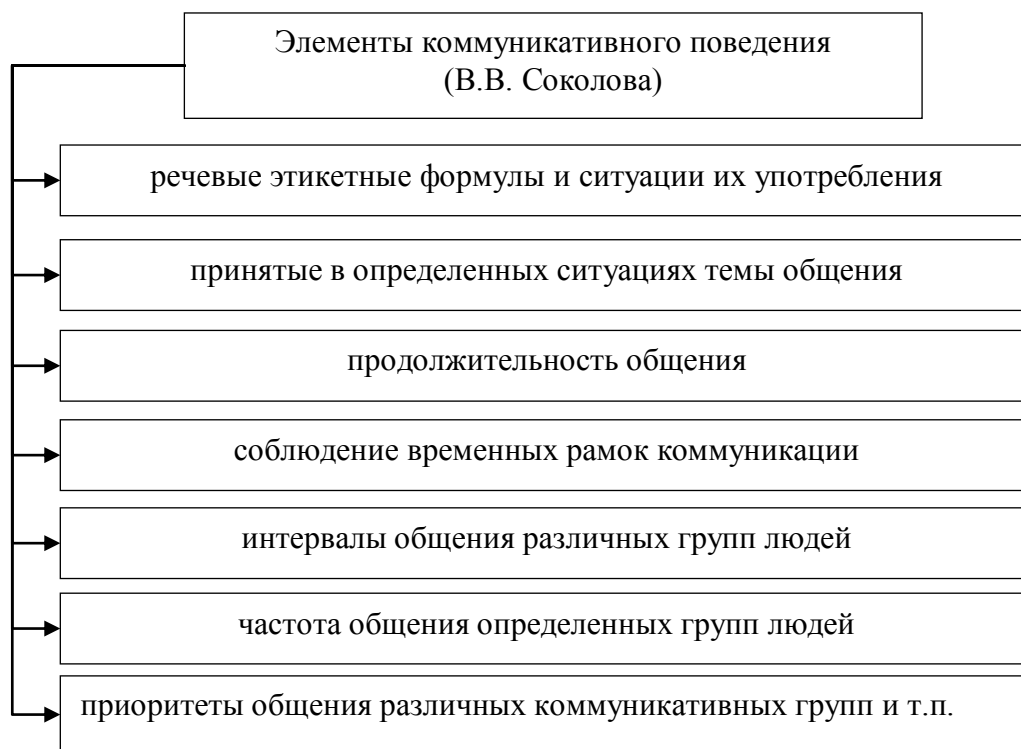 Элементы коммуникативного поведения
(В.В. Соколова)
речевые этикетные формулы и ситуации их употребления
принятые в определенных ситуациях темы общения
продолжительность общения
соблюдение временных рамок коммуникации
интервалы общения различных групп людей
частота общения определенных групп людей
приоритеты общения различных коммуникативных групп и т.п.